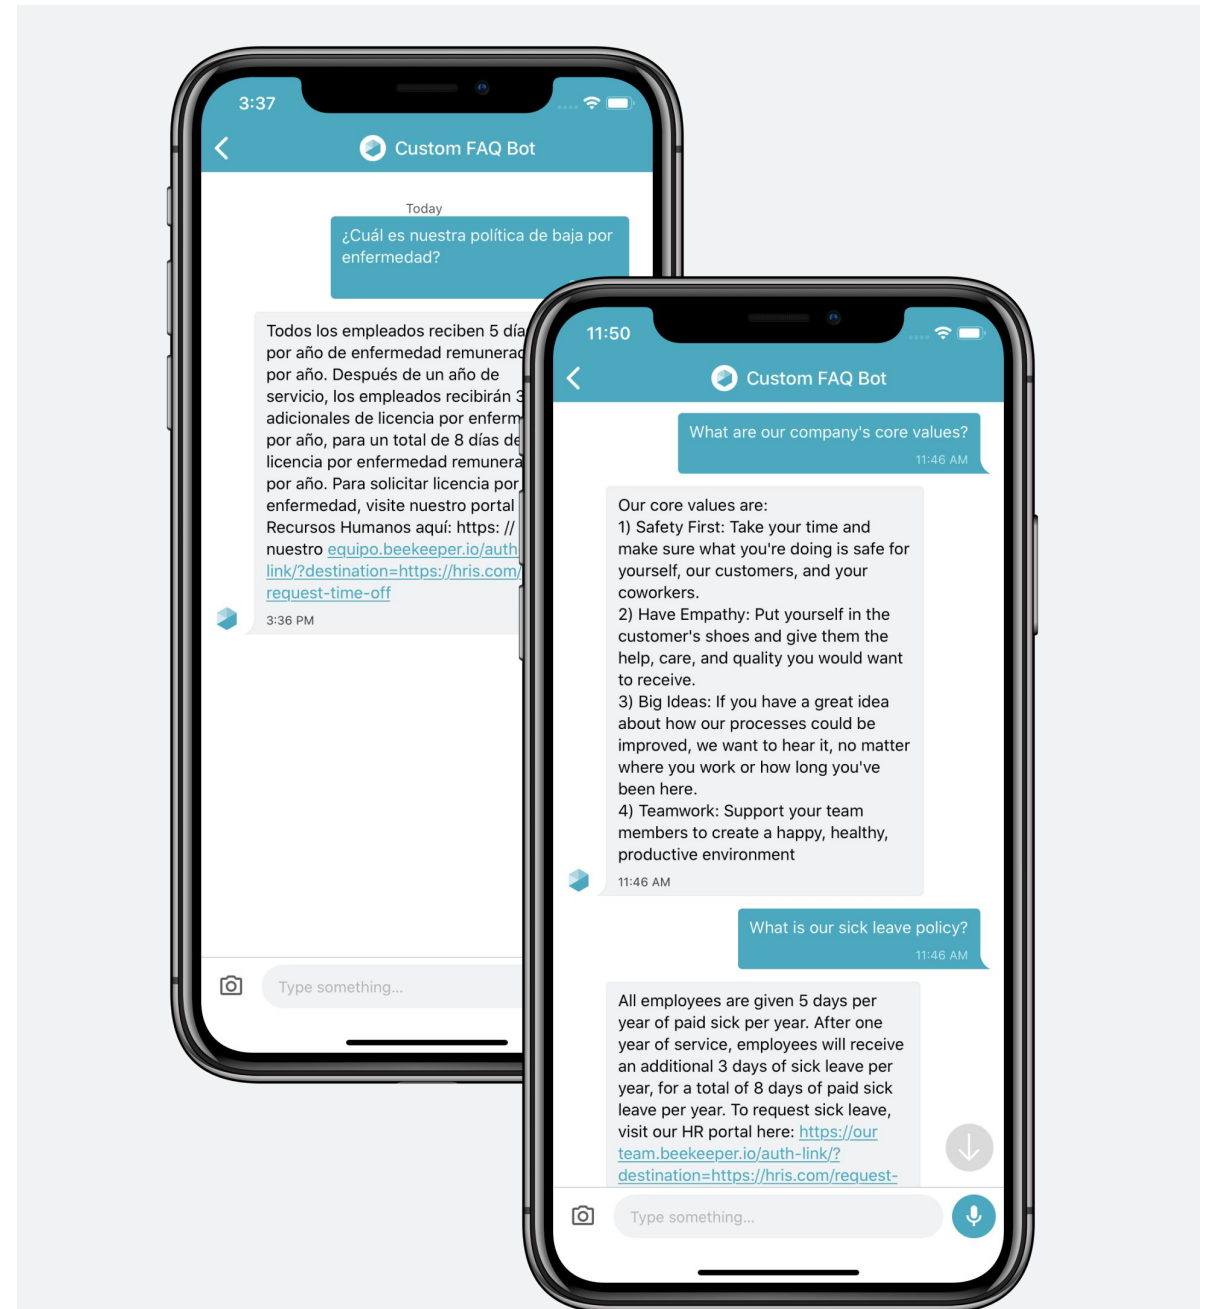 3:37
Custom FAQ Bot
Today
¿Cuál es nuestra política de baja por
enfermedad?
Todos los empleados reciben 5 día
por año de enfermedad remunerad
por año. Después de un año de
servicio, los empleados recibirán 3
adicionales de licencia por enferm
por año, para un total de 8 días de
licencia por enfermedad remunera
por año. Para solicitar licencia por
enfermedad, visite nuestro portal
Recursos Humanos aquí: https: //
nuestro equipo.beekeeper.io/auth-
link/?destination=https://hris.com/
request-time-off
3:36 PM
Type something...
11:50
Custom FAQ Bot
What are our company's core values?
11:46 AM
Our core values are:
1) Safety First: Take your time and
make sure what you're doing is safe for
yourself, our customers, and your
coworkers.
2) Have Empathy: Put yourself in the
customer's shoes and give them the
help, care, and quality you would want
to receive.
3) Big Ideas: If you have a great idea
about how our processes could be
improved, we want to hear it, no matter
where you work or how long you've
been here.
4) Teamwork: Support your team
members to create a happy, healthy,
productive environment
11:46 AM
What is our sick leave policy?
11:46 AM
All employees are given 5 days per
year of paid sick per year. After one
year of service, employees will receive
an additional 3 days of sick leave per
year, for a total of 8 days of paid sick
leave per year. To request sick leave,
visit our HR portal here: https://our
team.beekeeper.io/auth-link/?
destination=https://hris.com/request-
Type something...